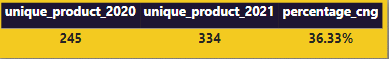 unique_product_2020 unique_product_2021 percentage_cng
245 334 36.33%